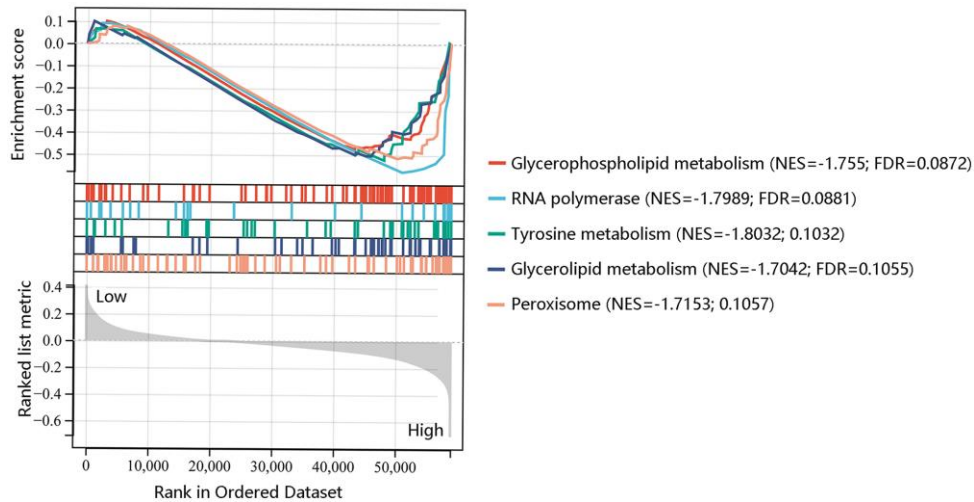 Enrichment score
0.1
0.0
−0.1
−0.2
−0.3
−0.4
−0.5
Glycerophospholipid metabolism (NES=-1.755; FDR=0.0872)
RNA polymerase (NES=-1.7989; FDR=0.0881)
Tyrosine metabolism (NES=-1.8032; 0.1032)
Glycerolipid metabolism (NES=-1.7042; FDR=0.1055)
Peroxisome (NES=-1.7153; 0.1057)
Ranked list metric
0.4
0.2
0.0
−0.2
−0.4
−0.6
Low
High
0
10,000
20,000
30,000
40,000
50,000
Rank in Ordered Dataset